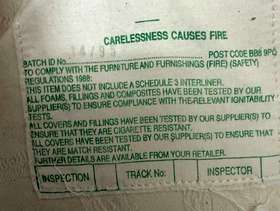 CARELESSNESS CAUSES FIRE
BATCH ID No. POST CODE BB8 9PG
TO COMPLY WITH THE FURNITURE AND FURNISHINGS (FIRE) (SAFETY)
REGULATIONS 1988:
THIS ITEM DOES NOT INCLUDE A SCHEDULE 3 INTERLINER.
ALL FOAMS, FILLINGS AND COMPOSITES HAVE BEEN TESTED BY OUR
SUPPLIER(S) TO ENSURE COMPLIANCE WITH THE RELEVANT IGNITABILITY
TESTS.
ALL COVERS AND FILLINGS HAVE BEEN TESTED BY OUR SUPPLIER(S) TO
ENSURE THAT THEY ARE CIGARETTE RESISTANT.
ALL COVERS HAVE BEEN TESTED BY OUR SUPPLIER(S) TO ENSURE THAT
THEY ARE MATCH RESISTANT.
FURTHER DETAILS ARE AVAILABLE FROM YOUR RETAILER.
INSPECTION TRACK No: INSPECTOR